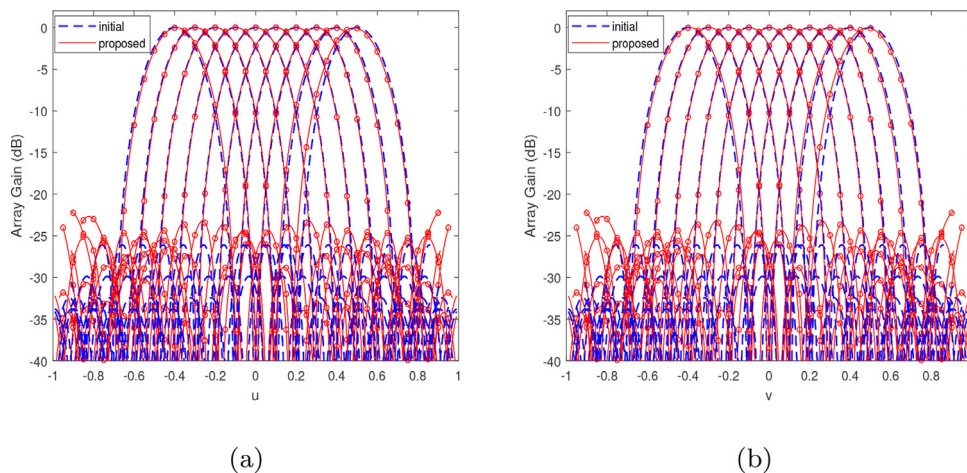 initial
proposed
0
-5
-10
-15
-20
-25
-30
-35
-40
Array Gain (dB)
-1 -0.8 -0.6 -0.4 -0.2 0 0.2 0.4 0.6 0.8 1
u
(a)
initial
proposed
0
-5
-10
-15
-20
-25
-30
-35
-40
Array Gain (dB)
-1 -0.8 -0.6 -0.4 -0.2 0 0.2 0.4 0.6 0.8
v
(b)